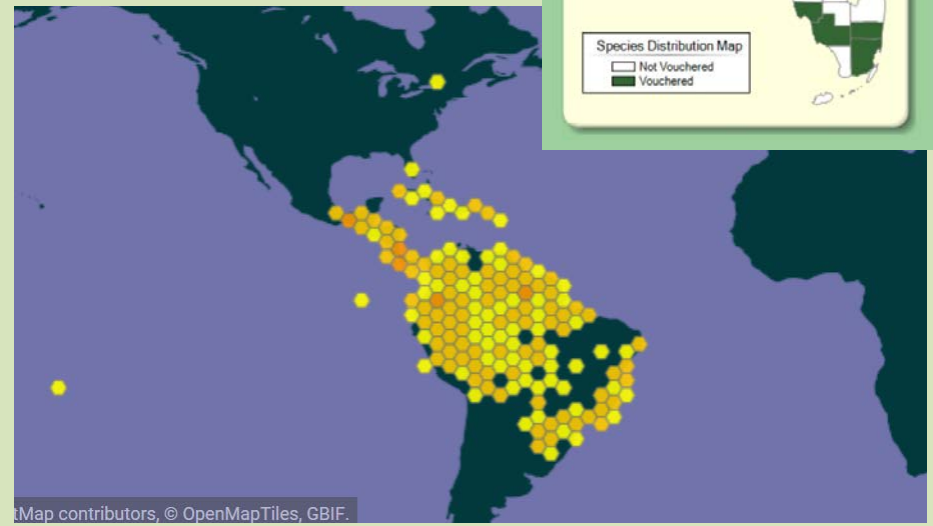 Species Distribution Map
Not Vouchered
Vouchered
tMap contributors, © OpenMapTiles, GBIF.